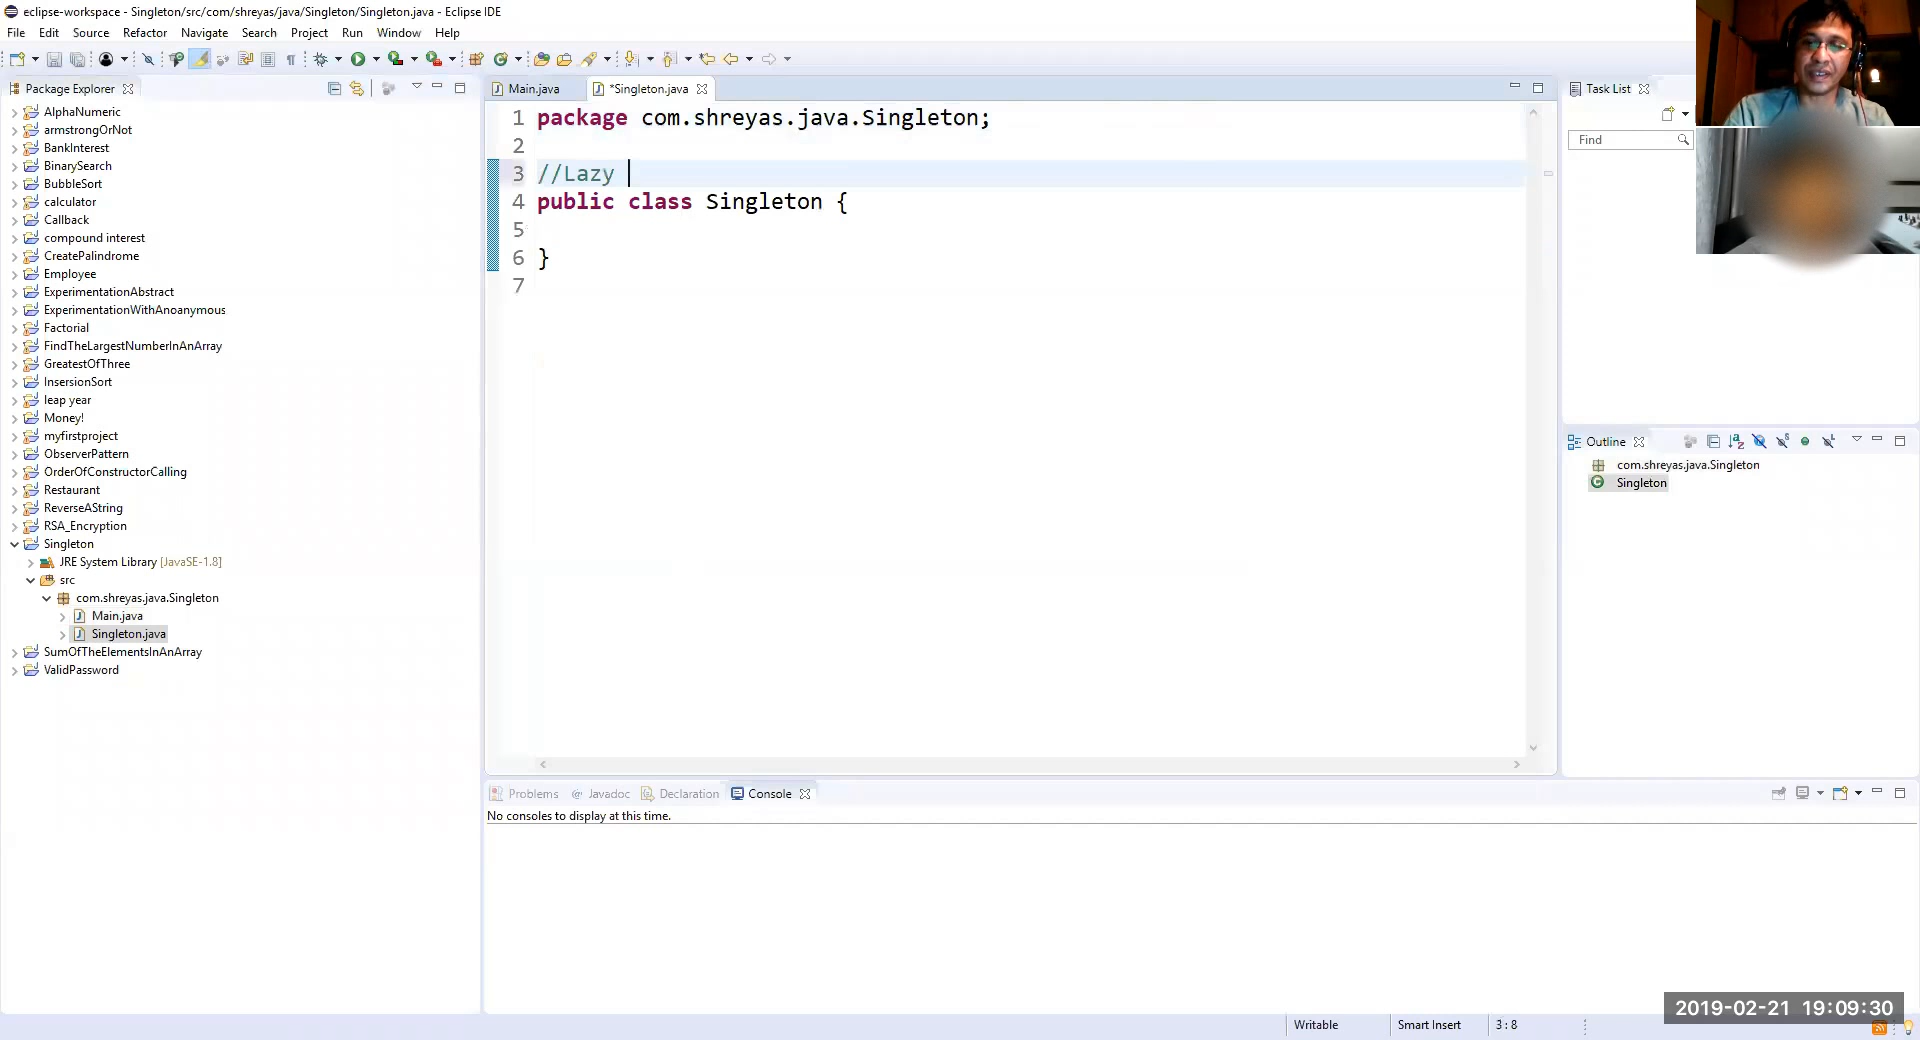 eclipse-workspace - Singleton/src/com/shreyas/java/Singleton/Singleton.java - Eclipse IDE
File Edit Source Refactor Navigate Search Project Run Window Help
Package Explorer
AlphaNumeric
armstrongOrNot
BankInterest
BinarySearch
BubbleSort
calculator
Callback
compound interest
CreatePalindrome
Employee
ExperimentationAbstract
ExperimentationWithAnoanymous
Factorial
FindTheLargestNumberInAnArray
GreatestOfThree
InsersionSort
leap year
Money!
myfirstproject
ObserverPattern
OrderOfConstructorCalling
Restaurant
ReverseAString
RSA_Encryption
Singleton
JRE System Library [JavaSE-1.8]
src
com.shreyas.java.Singleton
Main.java
Singleton.java
SumOfTheElementsInAnArray
ValidPassword
Main.java *Singleton.java
1 package com.shreyas.java.Singleton;
2
3 //Lazy
4 public class Singleton {
5
6 }
7
Task List
Find
Outline
com.shreyas.java.Singleton
Singleton
Problems @ Javadoc Declaration Console
No consoles to display at this time.
Writable Smart Insert 3 : 8
2019-02-21 19:09:30